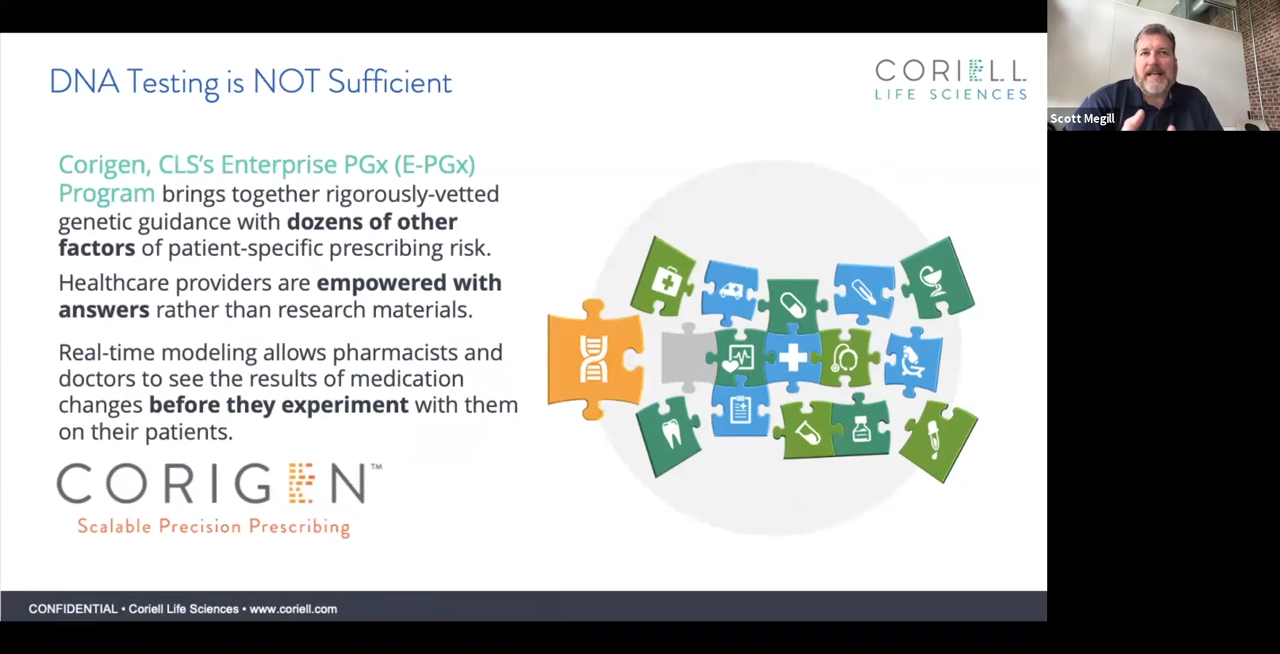 DNA Testing is NOT Sufficient
CORIELL
LIFE SCIENCES
Scott Megill
Corigen, CLS's Enterprise PGx (E-PGx)
Program brings together rigorously-vetted
genetic guidance with dozens of other
factors of patient-specific prescribing risk.
Healthcare providers are empowered with
answers rather than research materials.
Real-time modeling allows pharmacists and
doctors to see the results of medication
changes before they experiment with them
on their patients.
CORIGEN™
Scalable Precision Prescribing
CONFIDENTIAL • Coriell Life Sciences • www.coriell.com